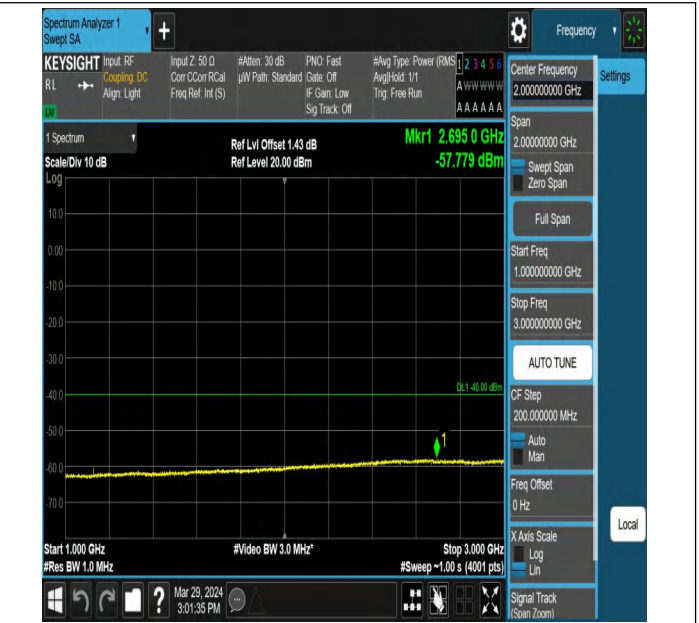 Spectrum Analyzer 1
Swept SA
+
Frequency
KEYSIGHT
RL
LXI
Input: RF
Coupling: DC
Align: Light
Input Z: 50 Ω
Corr CCorr RCal
Freq Ref: Int (S)
#Atten: 30 dB
µW Path: Standard
PNO: Fast
Gate: Off
IF Gain: Low
Sig Track: Off
#Avg Type: Power (RMS
Avg|Hold: 1/1
Trig: Free Run
1 2 3 4 5 6
A W W W W W
A A A A A A
1 Spectrum
Scale/Div 10 dB
Log
Ref Lvl Offset 1.43 dB
Ref Level 20.00 dBm
Mkr1 2.695 0 GHz
-57.779 dBm
10.0
0.00
-10.0
-20.0
-30.0
-40.0
-50.0
-60.0
-70.0
DL1 -40.00 dBm
1
Start 1.000 GHz
#Res BW 1.0 MHz
#Video BW 3.0 MHz*
Stop 3.000 GHz
#Sweep ~1.00 s (4001 pts)
Center Frequency
2.000000000 GHz
Settings
Span
2.00000000 GHz
Swept Span
Zero Span
Full Span
Start Freq
1.000000000 GHz
Stop Freq
3.000000000 GHz
AUTO TUNE
CF Step
200.000000 MHz
Auto
Man
Freq Offset
0 Hz
X Axis Scale
Log
Lin
Local
Signal Track
(Span Zoom)
?
Mar 29, 2024
3:01:35 PM